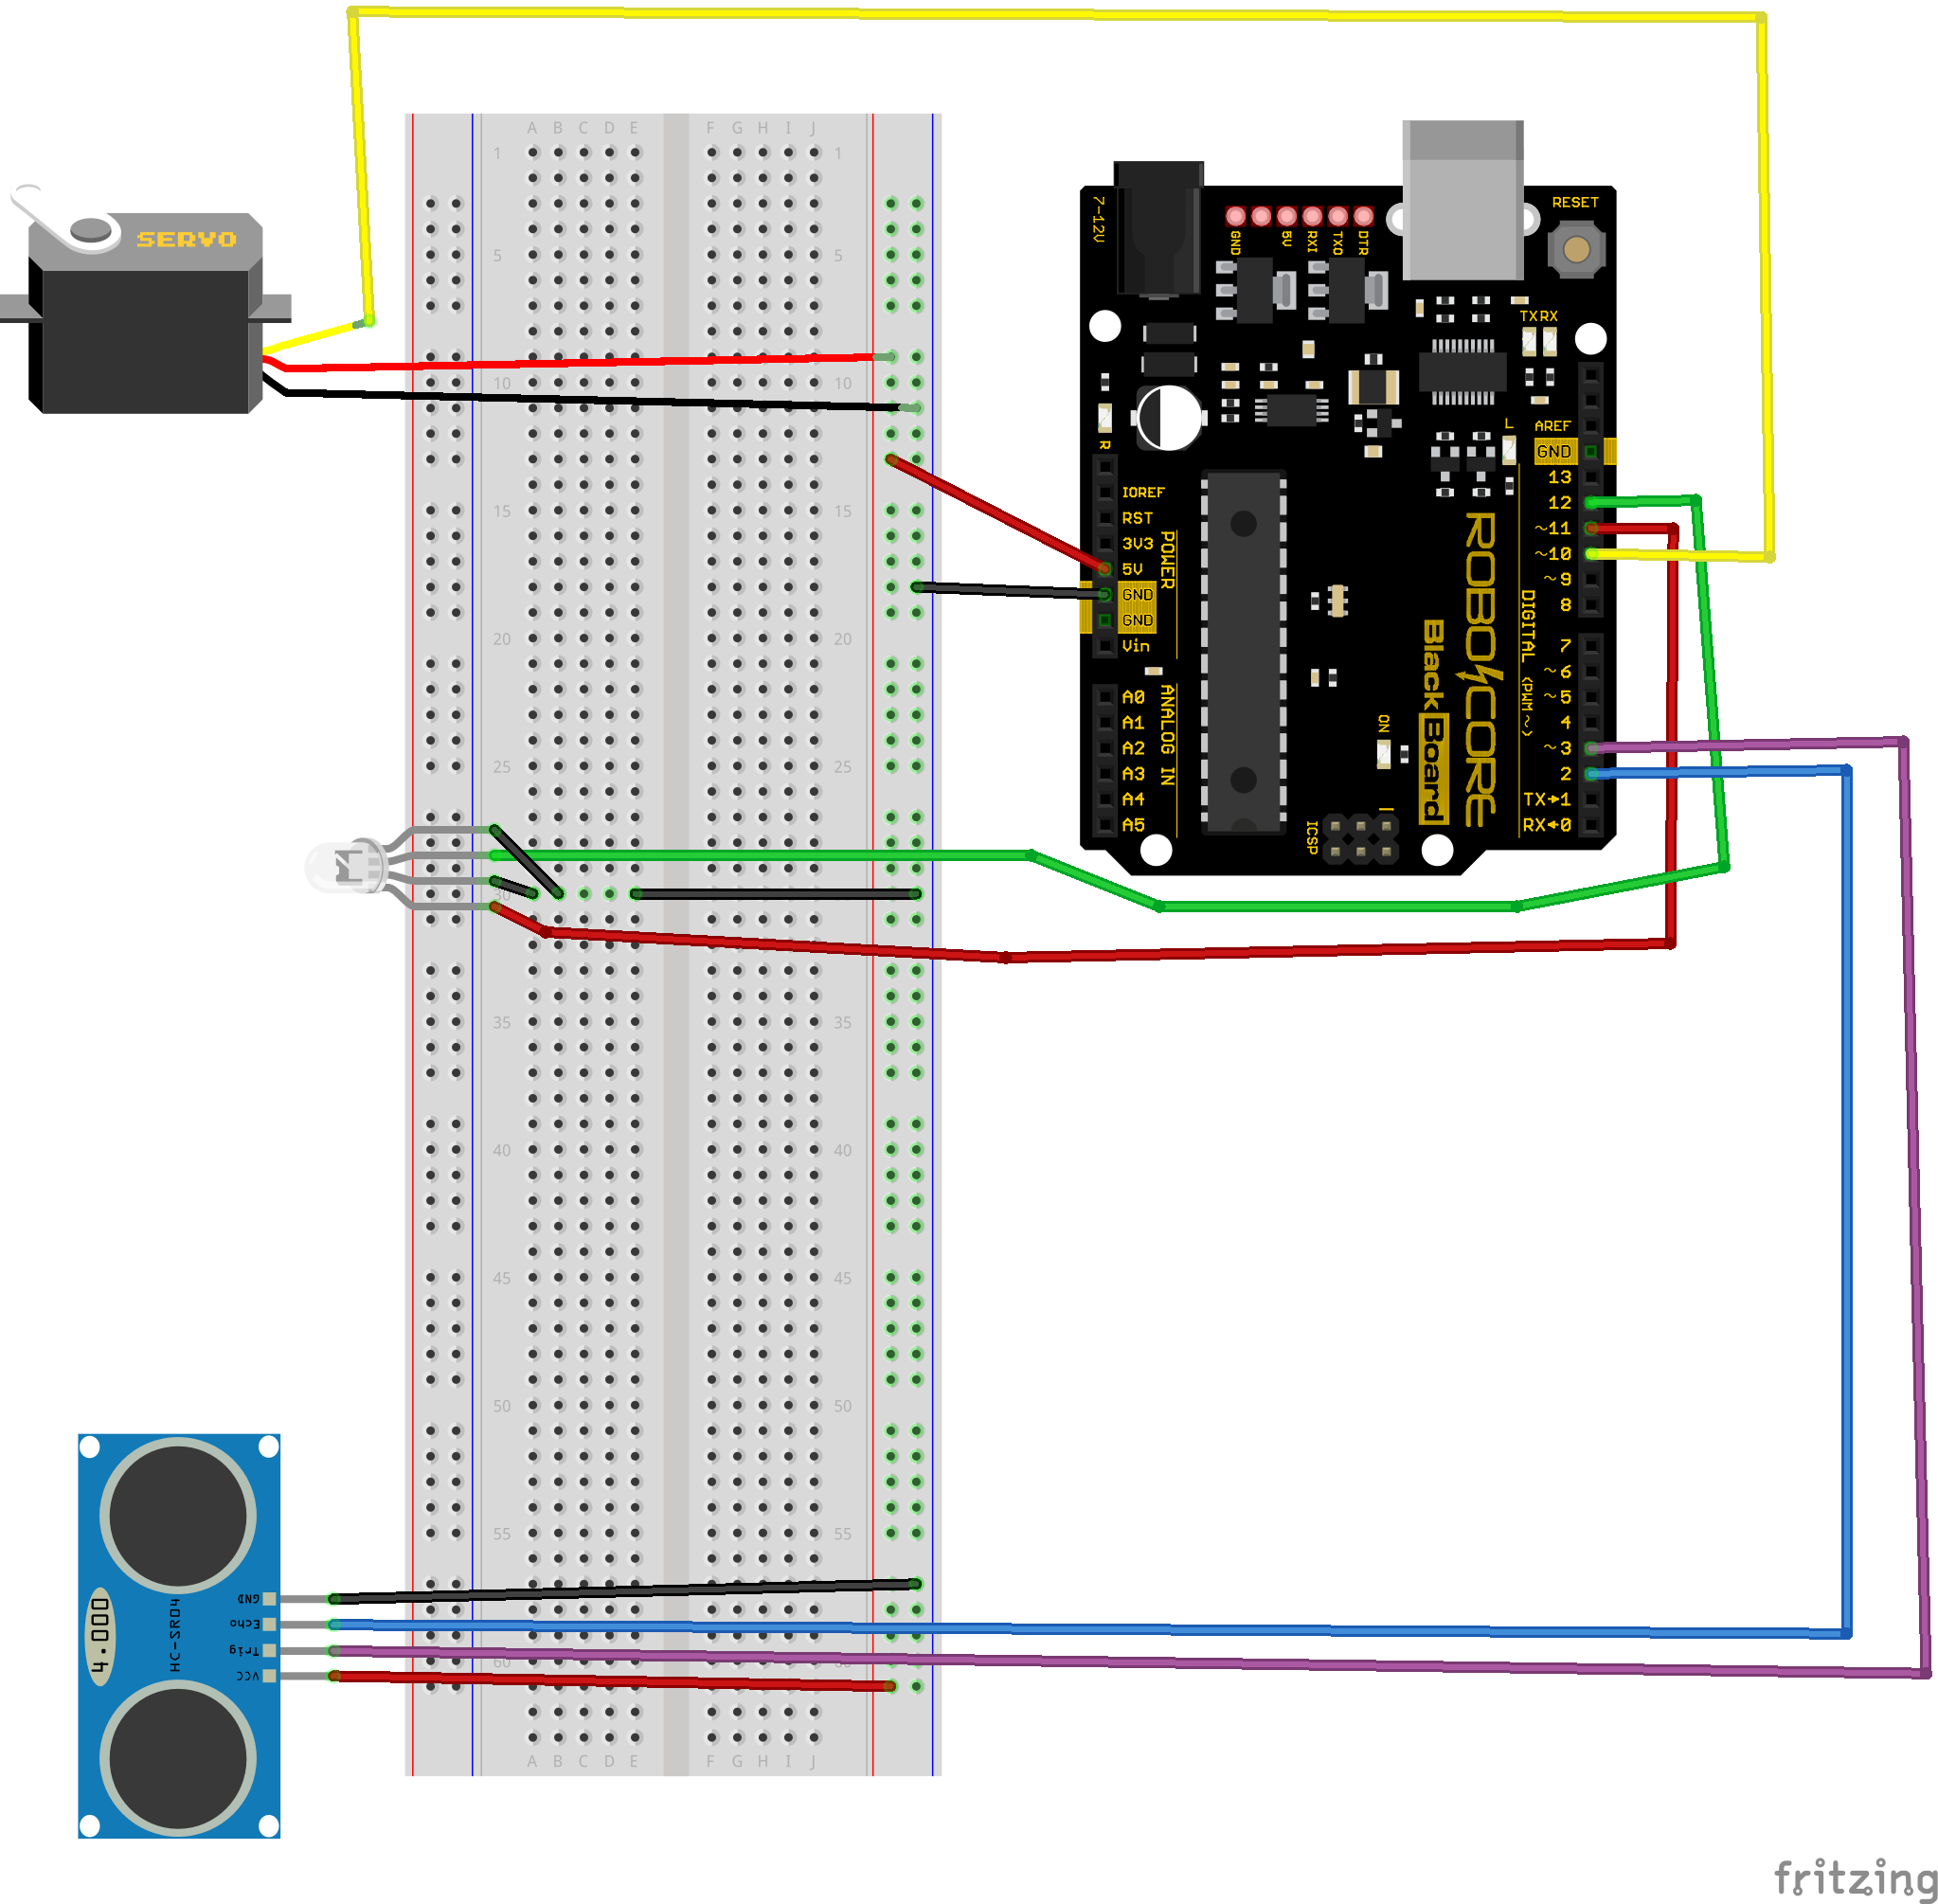 A B C D E F G H I J
1 1
5 5
10 10
15 15
20 20
25 25
30
35 35
40 40
45 45
50 50
55 55
60
A B C D E F G H I J
SERVO
7-12V
GND 5V RXI TXO DTR
RESET
TX RX
L
R
IOREF
RST
3V3
5V
GND
GND
Vin
POWER
A0
A1
A2
A3
A4
A5
ANALOG IN
AREF
GND
13
12
~11
~10
~9
8
7
~6
~5
4
~3
2
TX→1
RX←0
DIGITAL (PWM ~)
ROBOCORE
BlackBoard
ON
ICSP
1
GND
Echo
Trig
VCC
HC-SR04
4.000
fritzing